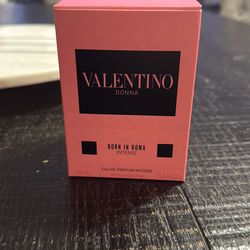 VALENTINO
DONNA
BORN IN ROMA
INTENSE
EAU DE PARFUM INTENSE